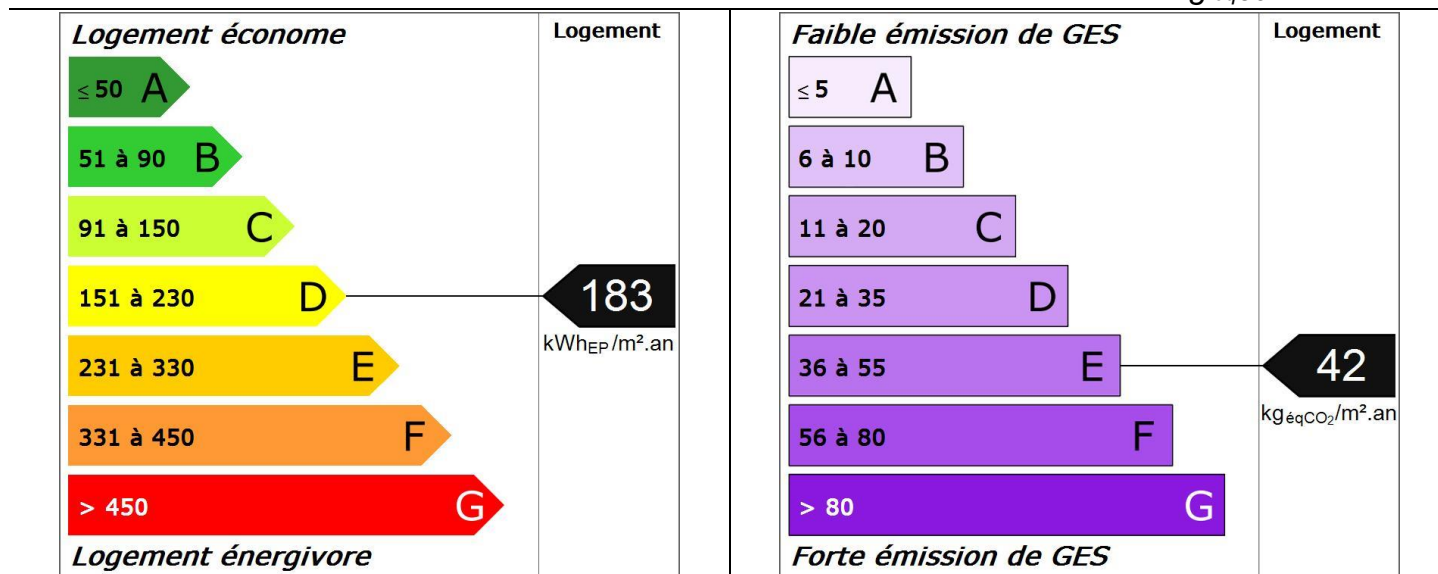 Logement économe
Logement
≤ 50 A
51 à 90 B
91 à 150 C
151 à 230 D
183
kWhEP/m².an
231 à 330 E
331 à 450 F
> 450 G
Logement énergivore
Faible émission de GES
Logement
≤ 5 A
6 à 10 B
11 à 20 C
21 à 35 D
36 à 55 E
42
kgéqCO2/m².an
56 à 80 F
> 80 G
Forte émission de GES